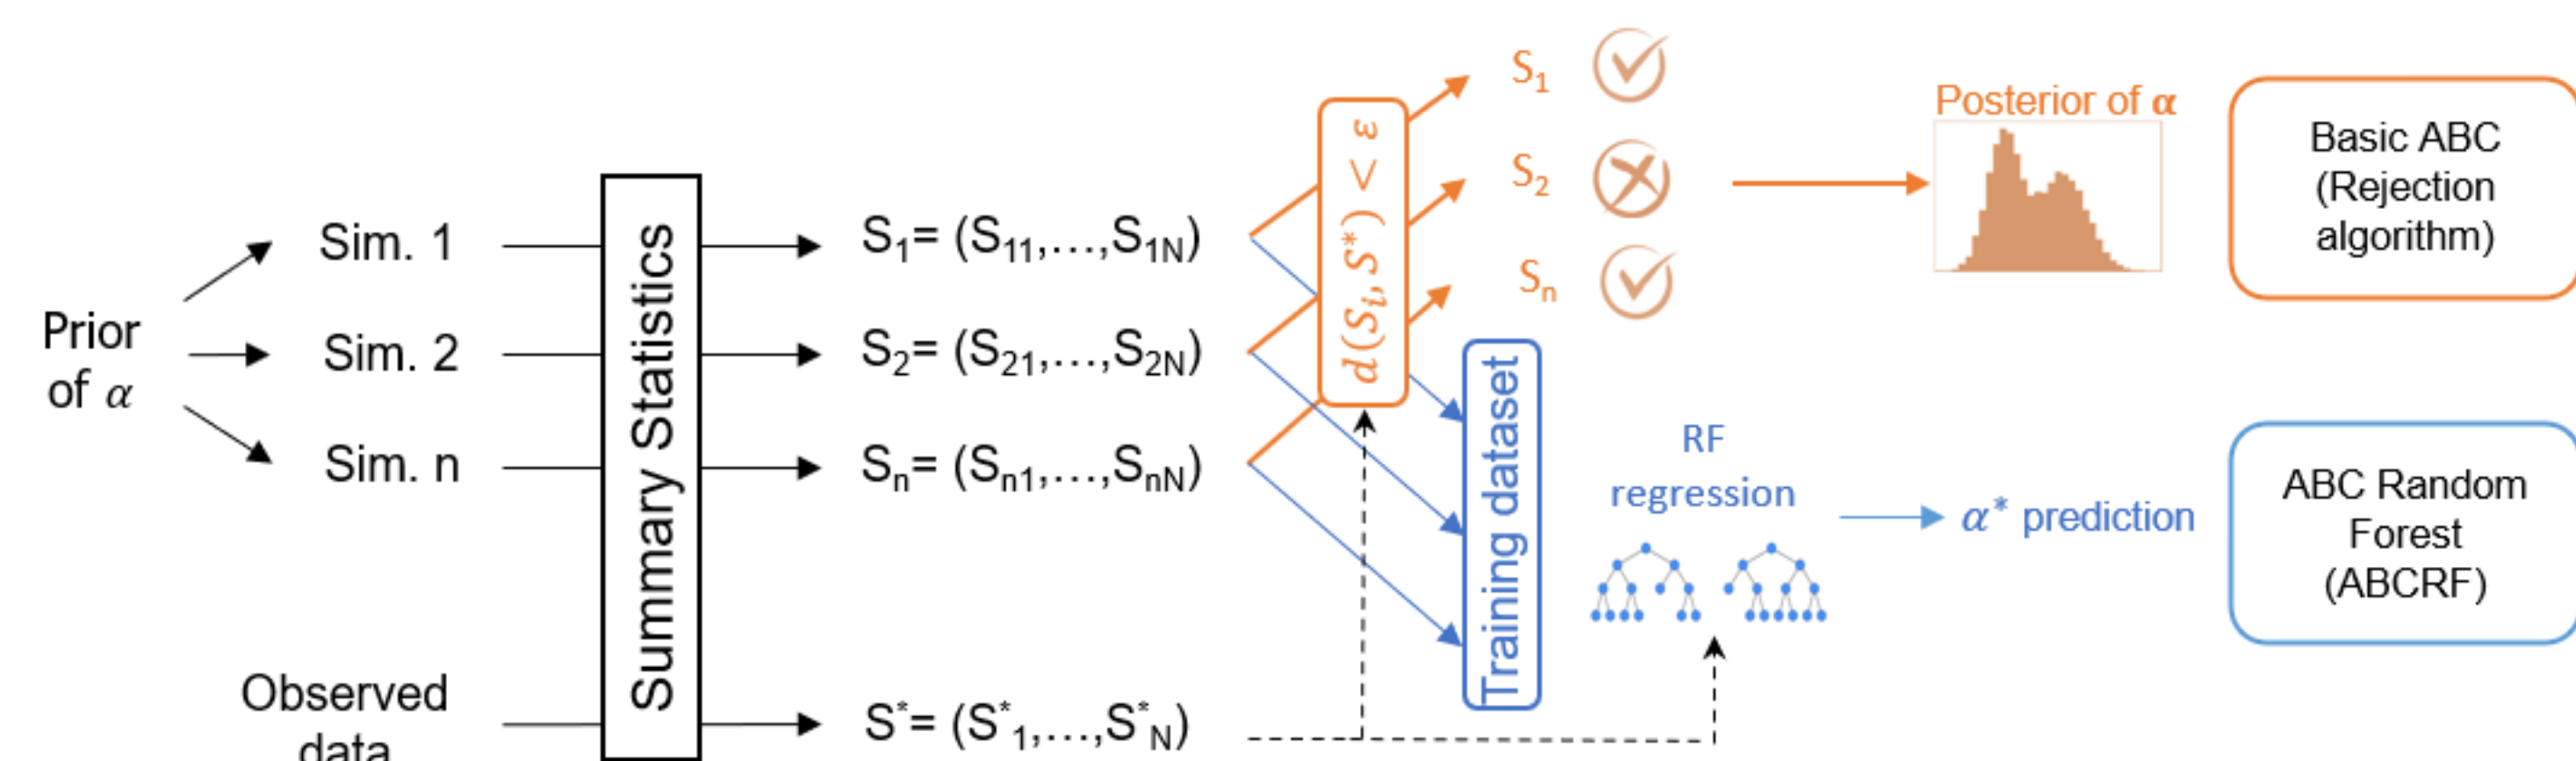 Prior
of α
Sim. 1
Sim. 2
Sim. n
Observed
data
Summary Statistics
S₁= (S₁₁,...,S₁N)
S₂= (S₂₁,...,S₂N)
Sₙ= (Sₙ₁,...,SₙN)
S*= (S*₁,...,S*N)
d(Sᵢ, S*) < ε
S₁
S₂
Sₙ
Posterior of α
Basic ABC
(Rejection
algorithm)
Training dataset
RF
regression
α* prediction
ABC Random
Forest
(ABCRF)